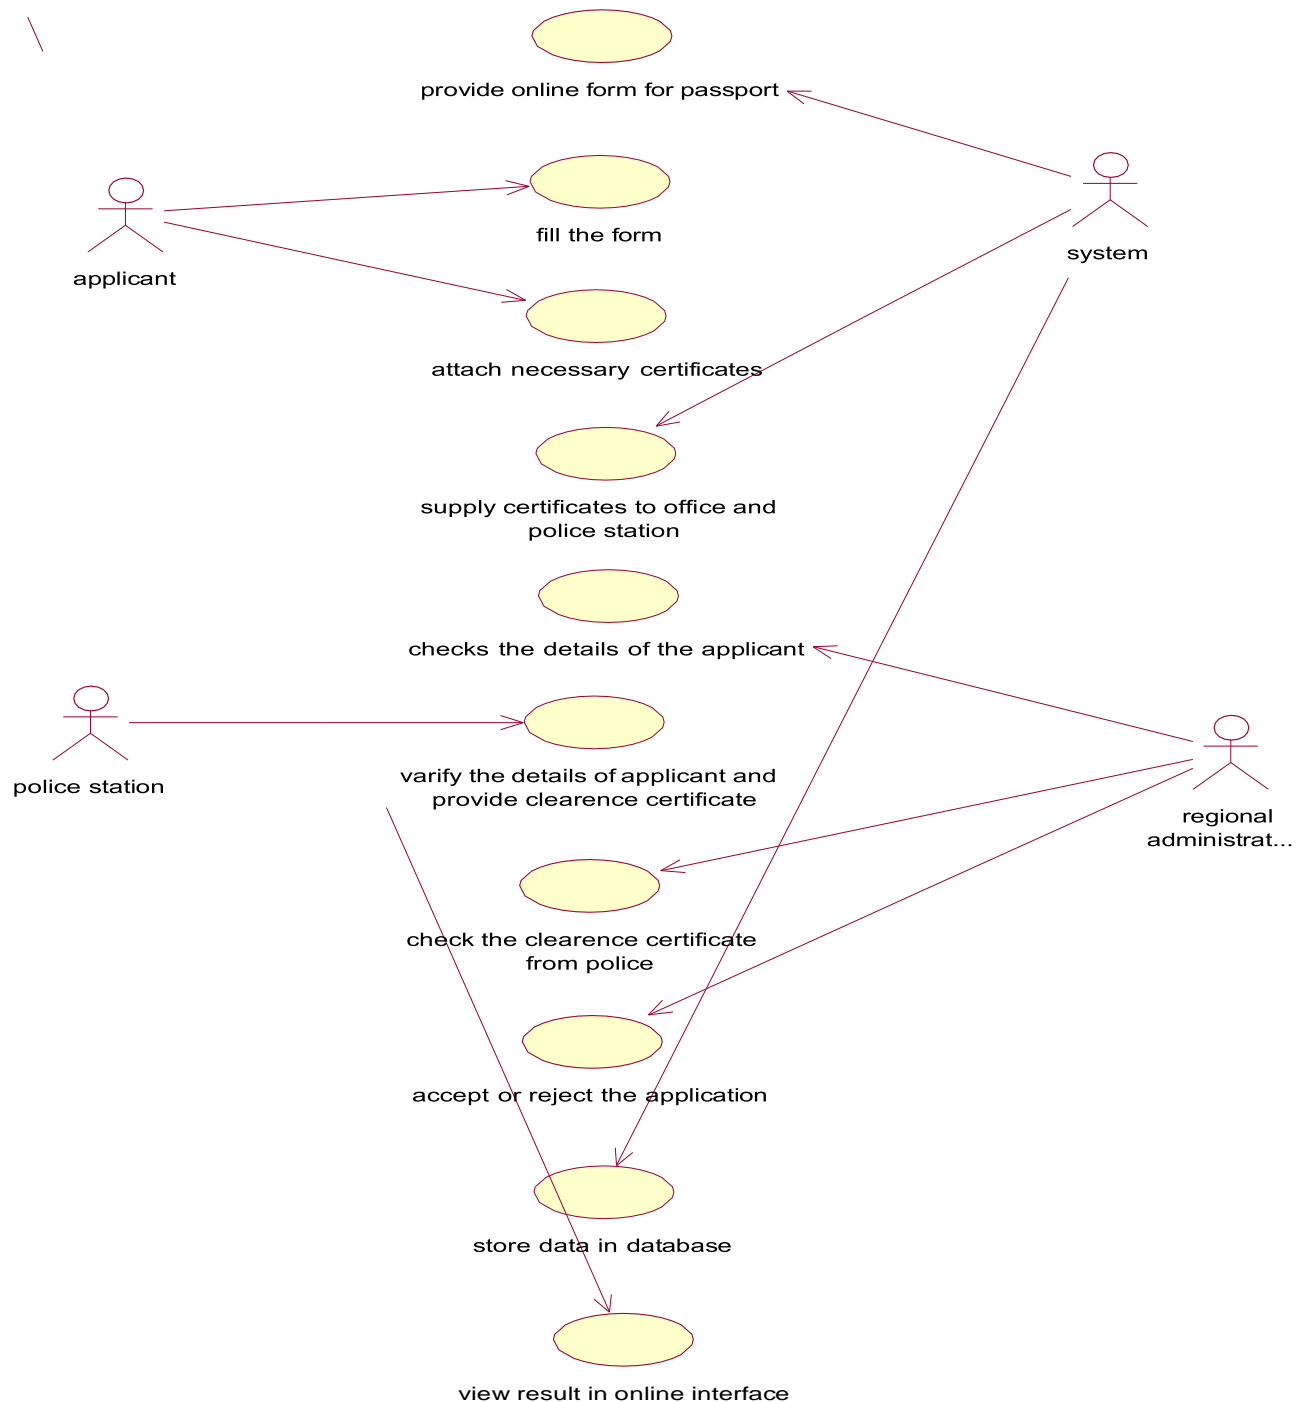 provide online form for passport
fill the form
applicant
system
attach necessary certificates
supply certificates to office and
police station
checks the details of the applicant
police station
varify the details of applicant and
provide clearence certificate
regional
administrat...
check the clearence certificate
from police
accept or reject the application
store data in database
view result in online interface